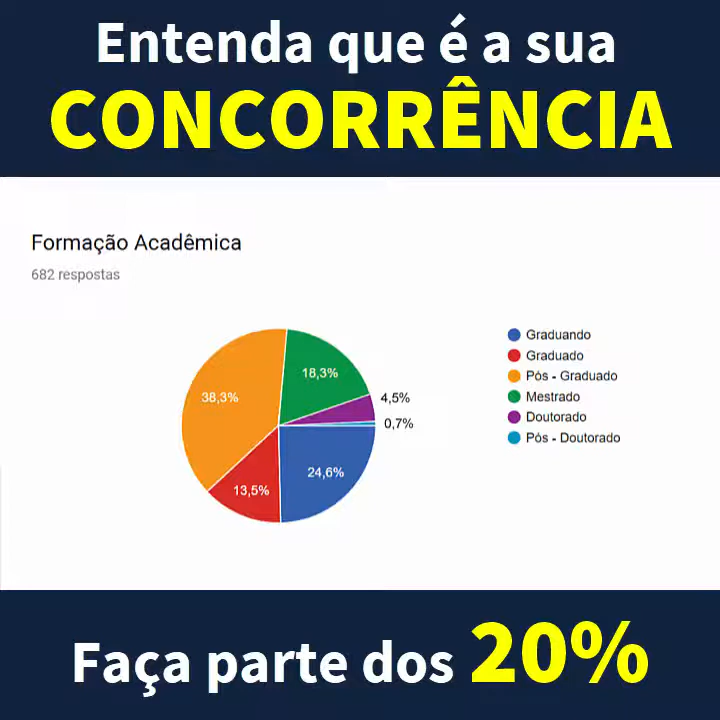 Entenda que é a sua
CONCORRÊNCIA
Formação Acadêmica
682 respostas
38,3%
18,3%
4,5%
0,7%
24,6%
13,5%
Graduando
Graduado
Pós - Graduado
Mestrado
Doutorado
Pós - Doutorado
Faça parte dos 20%